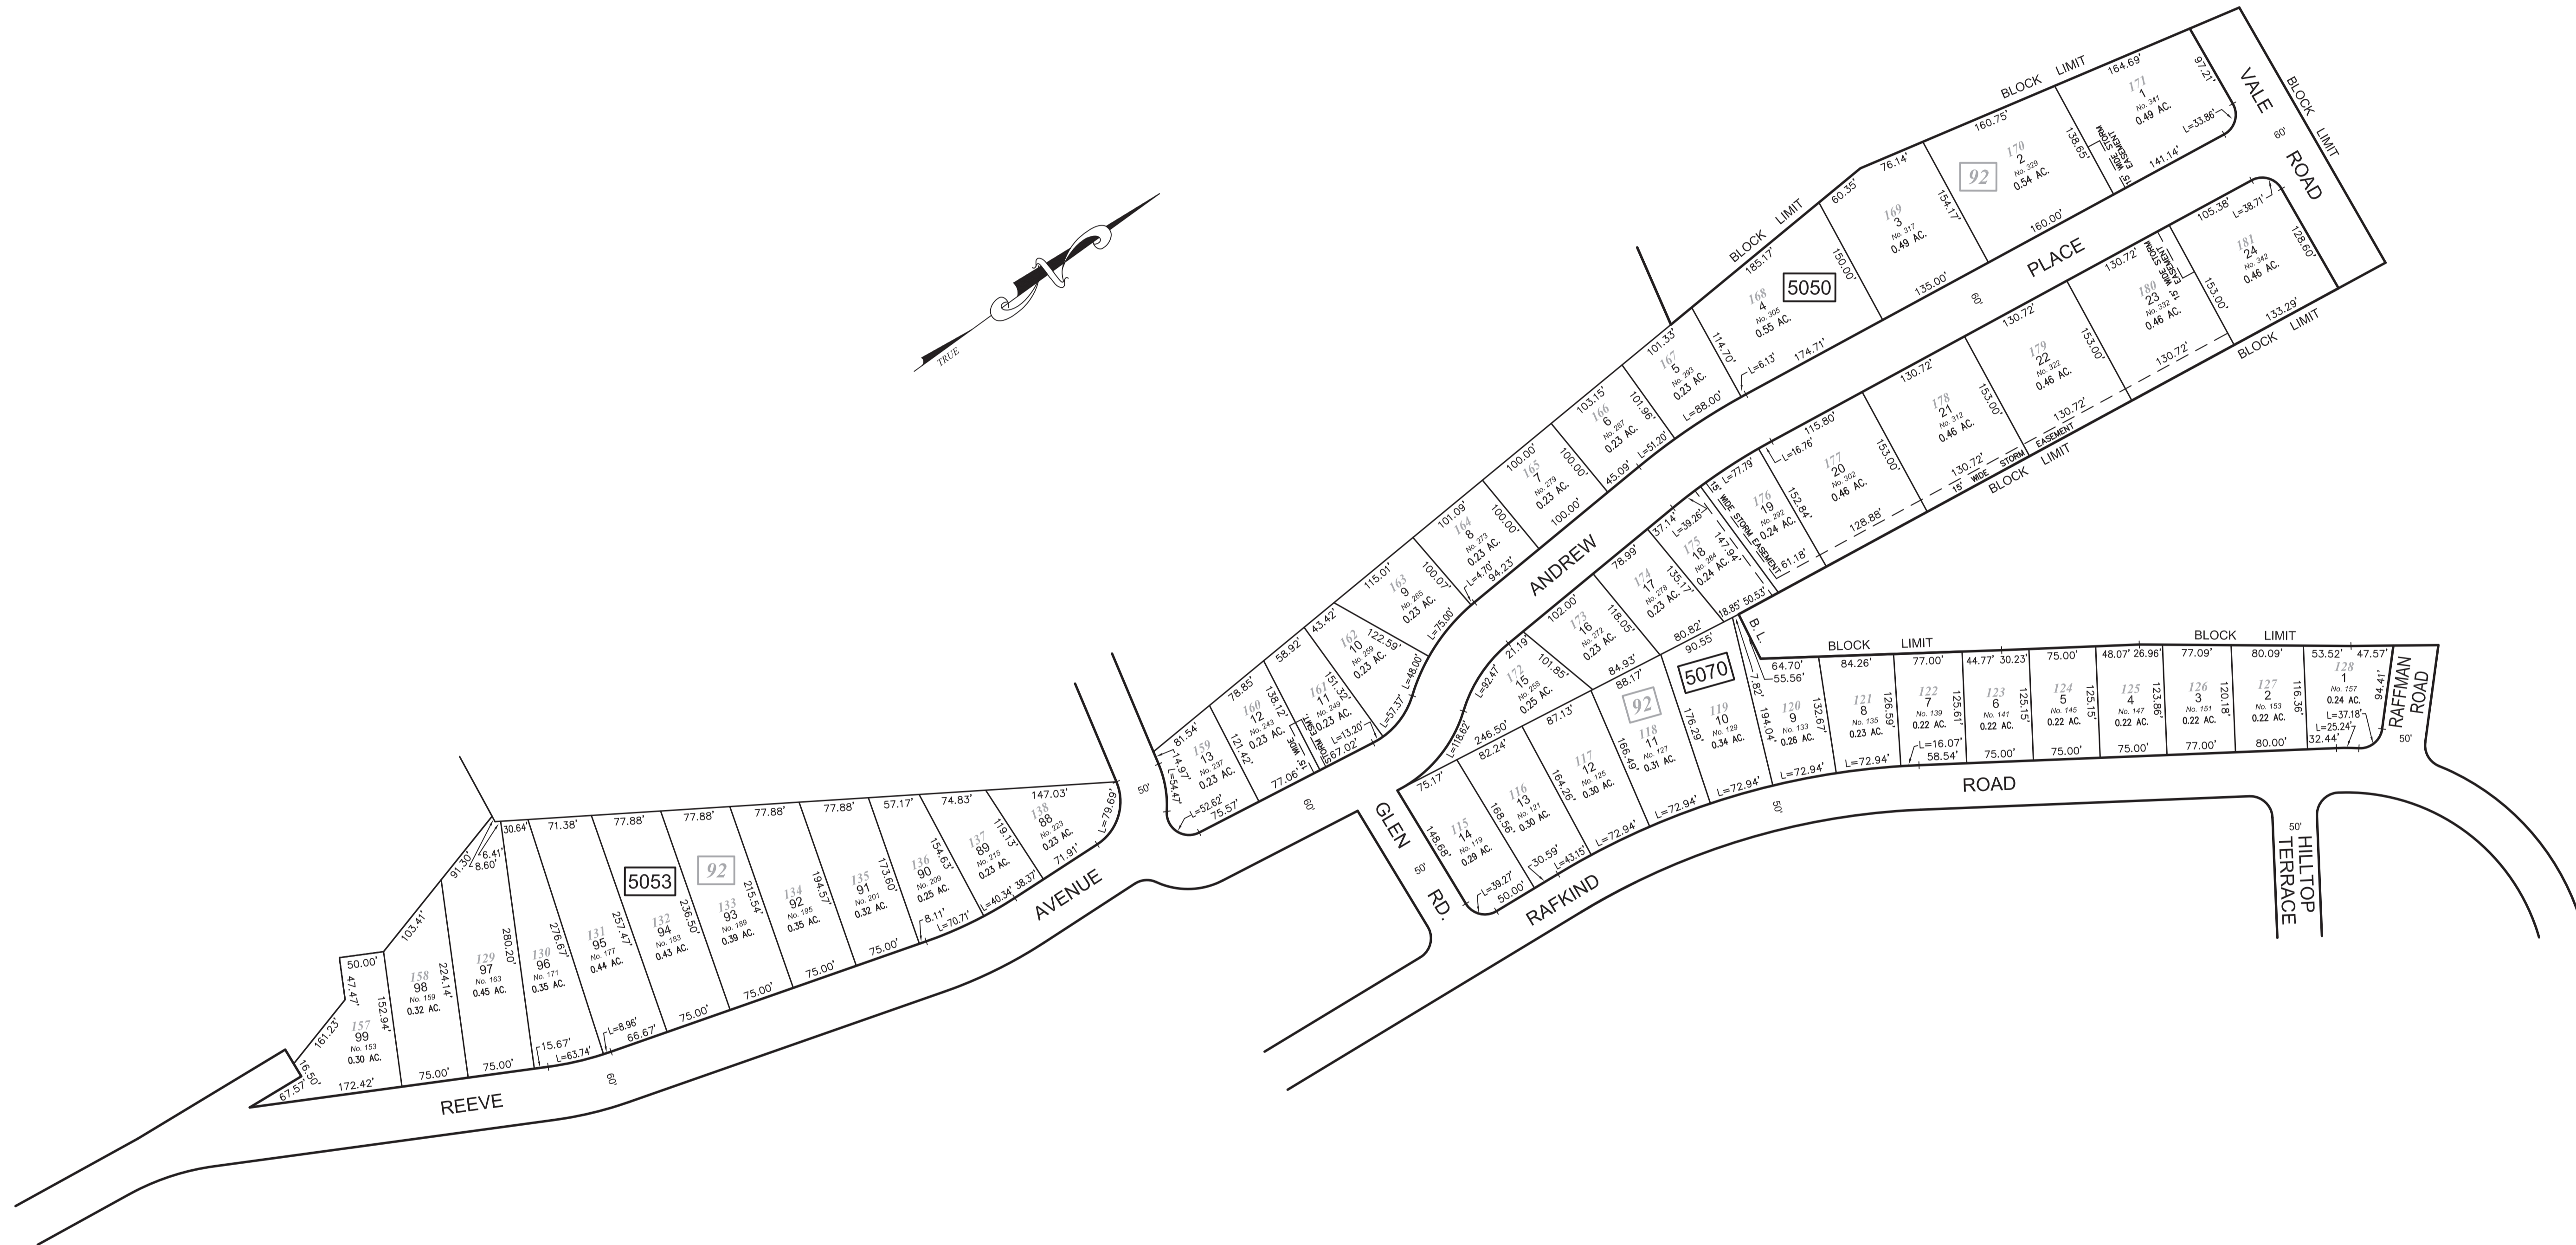 TRUE
N
BLOCK LIMIT
164.69'
97.21'
171
1
No. 341
0.49 AC.
L=33.86'
141.14'
138.65'
15' WIDE STORM
EASEMENT
VALE
60'
ROAD
BLOCK LIMIT
160.75'
170
2
No. 329
0.54 AC.
92
154.17'
160.00'
76.14'
60.35'
169
3
No. 317
0.49 AC.
150.00'
135.00'
BLOCK LIMIT
185.17'
168
4
No. 305
0.55 AC.
5050
114.70'
L=6.13'
174.71'
101.33'
167
5
No. 293
0.23 AC.
101.96'
L=88.00'
103.15'
166
6
No. 287
0.23 AC.
100.00'
45.09'
L=51.20'
100.00'
165
7
No. 279
0.23 AC.
100.00'
100.00'
101.09'
164
8
No. 273
0.23 AC.
100.07'
L=4.70'
94.23'
115.01'
163
9
No. 265
0.23 AC.
122.59'
L=75.00'
43.42'
162
10
No. 259
0.23 AC.
151.32'
L=48.00'
58.92'
161
11
No. 249
0.23 AC.
138.12'
L=13.20'
L=57.37'
67.02'
15' WIDE
STORM ESM'T.
78.85'
160
12
No. 243
0.23 AC.
121.42'
77.06'
81.54'
159
13
No. 237
0.23 AC.
14.97'
L=54.47'
L=52.62'
75.57'
50'
60'
ANDREW
PLACE
60'
105.38'
L=38.71'
128.60'
181
24
No. 342
0.46 AC.
153.00'
133.29'
BLOCK LIMIT
130.72'
180
23
No. 332
0.46 AC.
15' WIDE STORM
EASEMENT
153.00'
130.72'
130.72'
179
22
No. 322
0.46 AC.
153.00'
130.72'
130.72'
178
21
No. 312
0.46 AC.
153.00'
130.72'
15' WIDE STORM EASEMENT
BLOCK LIMIT
L=16.76'
115.80'
177
20
No. 302
0.46 AC.
152.84'
128.88'
L=77.79'
176
19
No. 292
0.24 AC.
61.18'
15' WIDE STORM EASEMENT
147.94'
37.14'
L=39.26'
175
18
No. 284
0.24 AC.
135.17'
18.85'
50.53'
78.99'
174
17
No. 278
0.23 AC.
118.05'
80.82'
102.00'
173
16
No. 272
0.23 AC.
101.85'
84.93'
21.19'
172
15
No. 258
0.25 AC.
L=92.47'
L=118.62'
246.50'
B. L.
90.55'
88.17'
87.13'
82.24'
75.17'
5070
92
BLOCK LIMIT
BLOCK LIMIT
115
14
No. 119
0.29 AC.
148.68'
L=39.27'
50.00'
168.56'
116
13
No. 121
0.30 AC.
30.59'
L=43.15'
164.26'
117
12
No. 125
0.30 AC.
L=72.94'
166.49'
118
11
No. 127
0.31 AC.
L=72.94'
176.29'
119
10
No. 129
0.34 AC.
L=72.94'
194.04'
7.82'
64.70'
55.56'
120
9
No. 133
0.26 AC.
L=72.94'
132.67'
84.26'
121
8
No. 135
0.23 AC.
L=72.94'
126.59'
77.00'
122
7
No. 139
0.22 AC.
L=16.07'
58.54'
125.61'
44.77' 30.23'
123
6
No. 141
0.22 AC.
75.00'
125.15'
75.00'
124
5
No. 145
0.22 AC.
75.00'
125.15'
48.07' 26.96'
125
4
No. 147
0.22 AC.
75.00'
123.86'
77.09'
126
3
No. 151
0.22 AC.
77.00'
120.18'
80.09'
127
2
No. 153
0.22 AC.
80.00'
116.36'
53.52' 47.57'
128
1
No. 157
0.24 AC.
94.41'
L=37.18'
L=25.24'
32.44'
RAFFMAN
ROAD
50'
GLEN
50'
RD.
RAFKIND
50'
ROAD
50'
HILLTOP
TERRACE
147.03'
138
88
No. 223
0.23 AC.
L=79.69'
71.91'
119.13'
74.83'
137
89
No. 215
0.23 AC.
L=40.34' 38.37'
154.63'
57.17'
136
90
No. 209
0.25 AC.
8.11'
L=70.71'
173.60'
77.88'
135
91
No. 201
0.32 AC.
75.00'
194.57'
77.88'
134
92
No. 195
0.35 AC.
75.00'
215.54'
77.88'
133
93
No. 189
0.39 AC.
75.00'
92
236.50'
77.88'
132
94
No. 183
0.43 AC.
66.67'
L=8.96'
5053
257.47'
71.38'
131
95
No. 177
0.44 AC.
15.67'
L=63.74'
276.67'
30.64'
6.41'
8.60'
130
96
No. 171
0.35 AC.
75.00'
280.20'
91.30'
129
97
No. 163
0.45 AC.
75.00'
224.14'
103.41'
158
98
No. 159
0.32 AC.
152.94'
50.00'
47.47'
157
99
No. 153
0.30 AC.
161.23'
16.50'
67.57'
172.42'
REEVE
60'
AVENUE